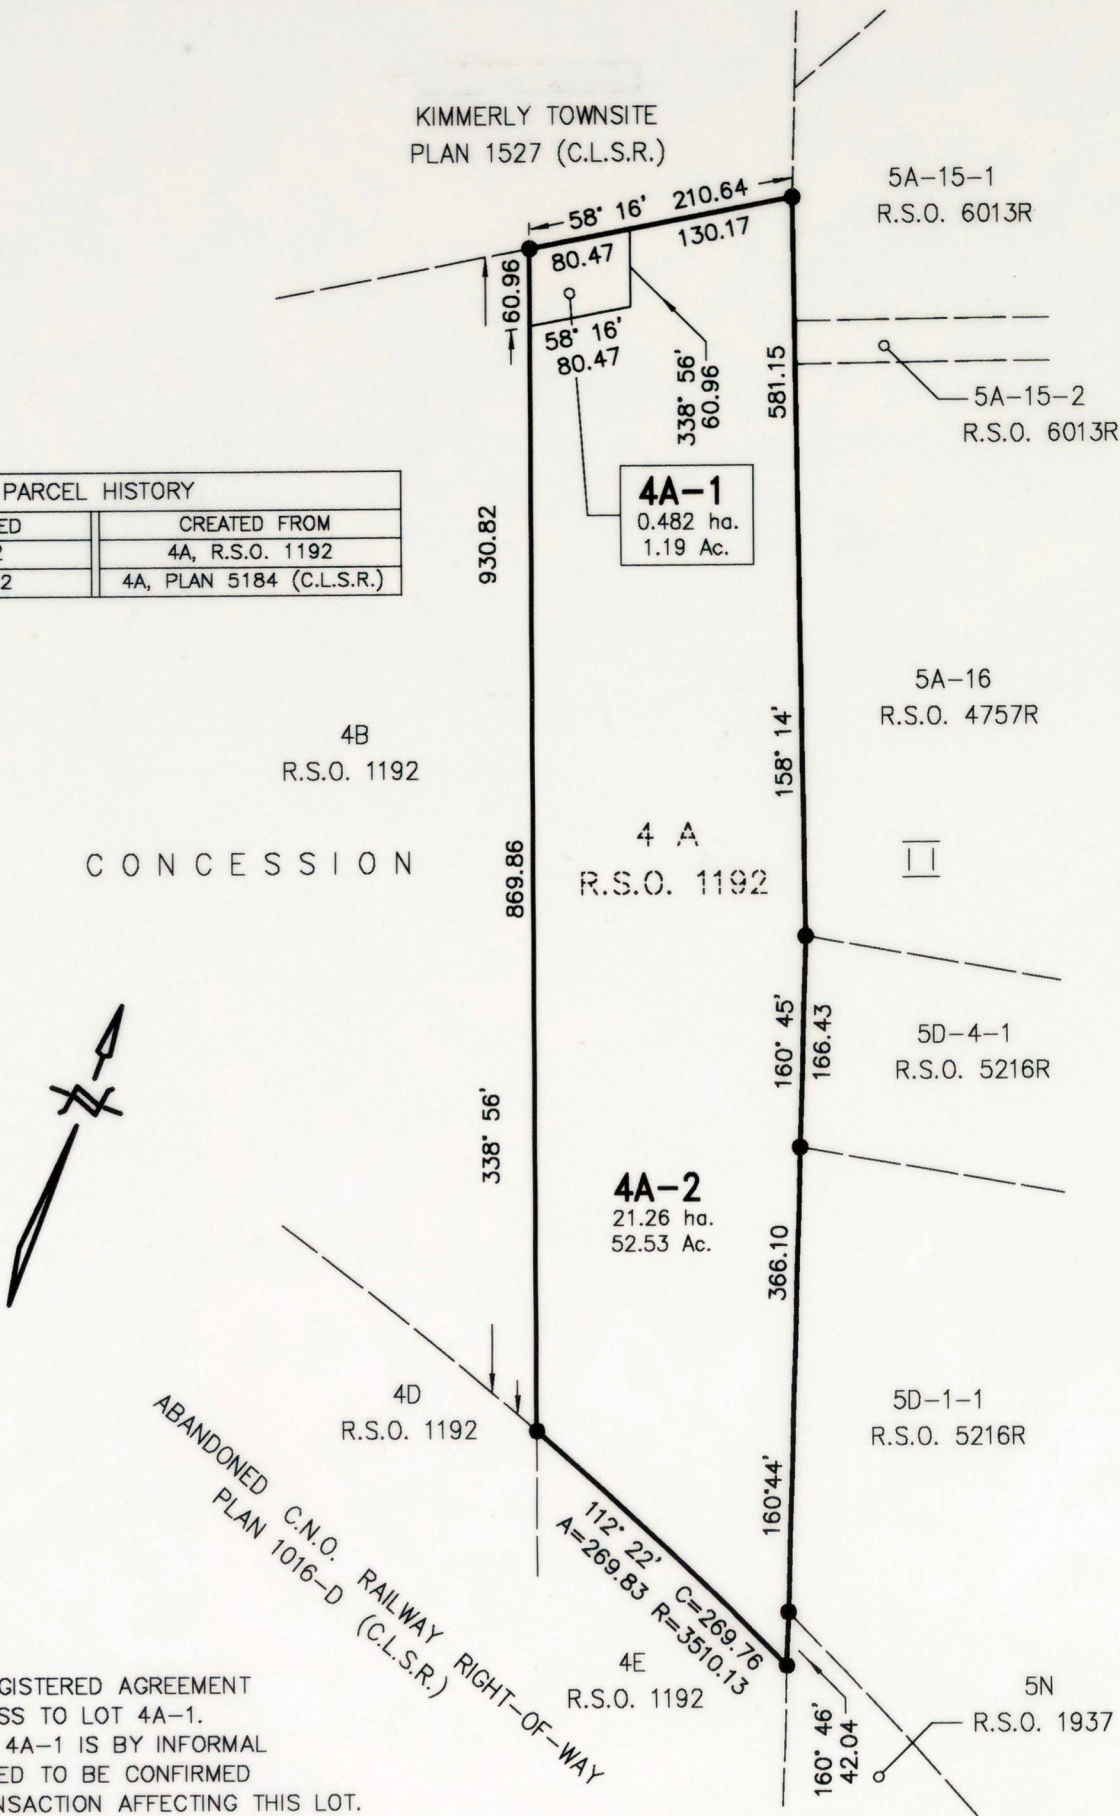 KIMMERLY TOWNSITE
PLAN 1527 (C.L.S.R.)
5A-15-1
R.S.O. 6013R
58° 16' 210.64
80.47 130.17
60.96
58° 16'
80.47
338° 56'
60.96
581.15
5A-15-2
R.S.O. 6013R
PARCEL HISTORY
CREATED FROM
4A, R.S.O. 1192
4A, PLAN 5184 (C.L.S.R.)
4A-1
0.482 ha.
1.19 Ac.
930.82
5A-16
R.S.O. 4757R
4B
R.S.O. 1192
158° 14'
4 A
R.S.O. 1192
II
CONCESSION
869.86
160° 45'
166.43
5D-4-1
R.S.O. 5216R
338° 56'
4A-2
21.26 ha.
52.53 Ac.
366.10
4D
R.S.O. 1192
5D-1-1
R.S.O. 5216R
160°44'
ABANDONED C.N.O. RAILWAY RIGHT-OF-WAY
PLAN 1016-D (C.L.S.R.)
112° 22' C=269.76
A=269.83 R=3510.13
4E
R.S.O. 1192
160° 46'
42.04
5N
R.S.O. 1937
GISTERED AGREEMENT
SS TO LOT 4A-1.
4A-1 IS BY INFORMAL
ED TO BE CONFIRMED
NSACTION AFFECTING THIS LOT.